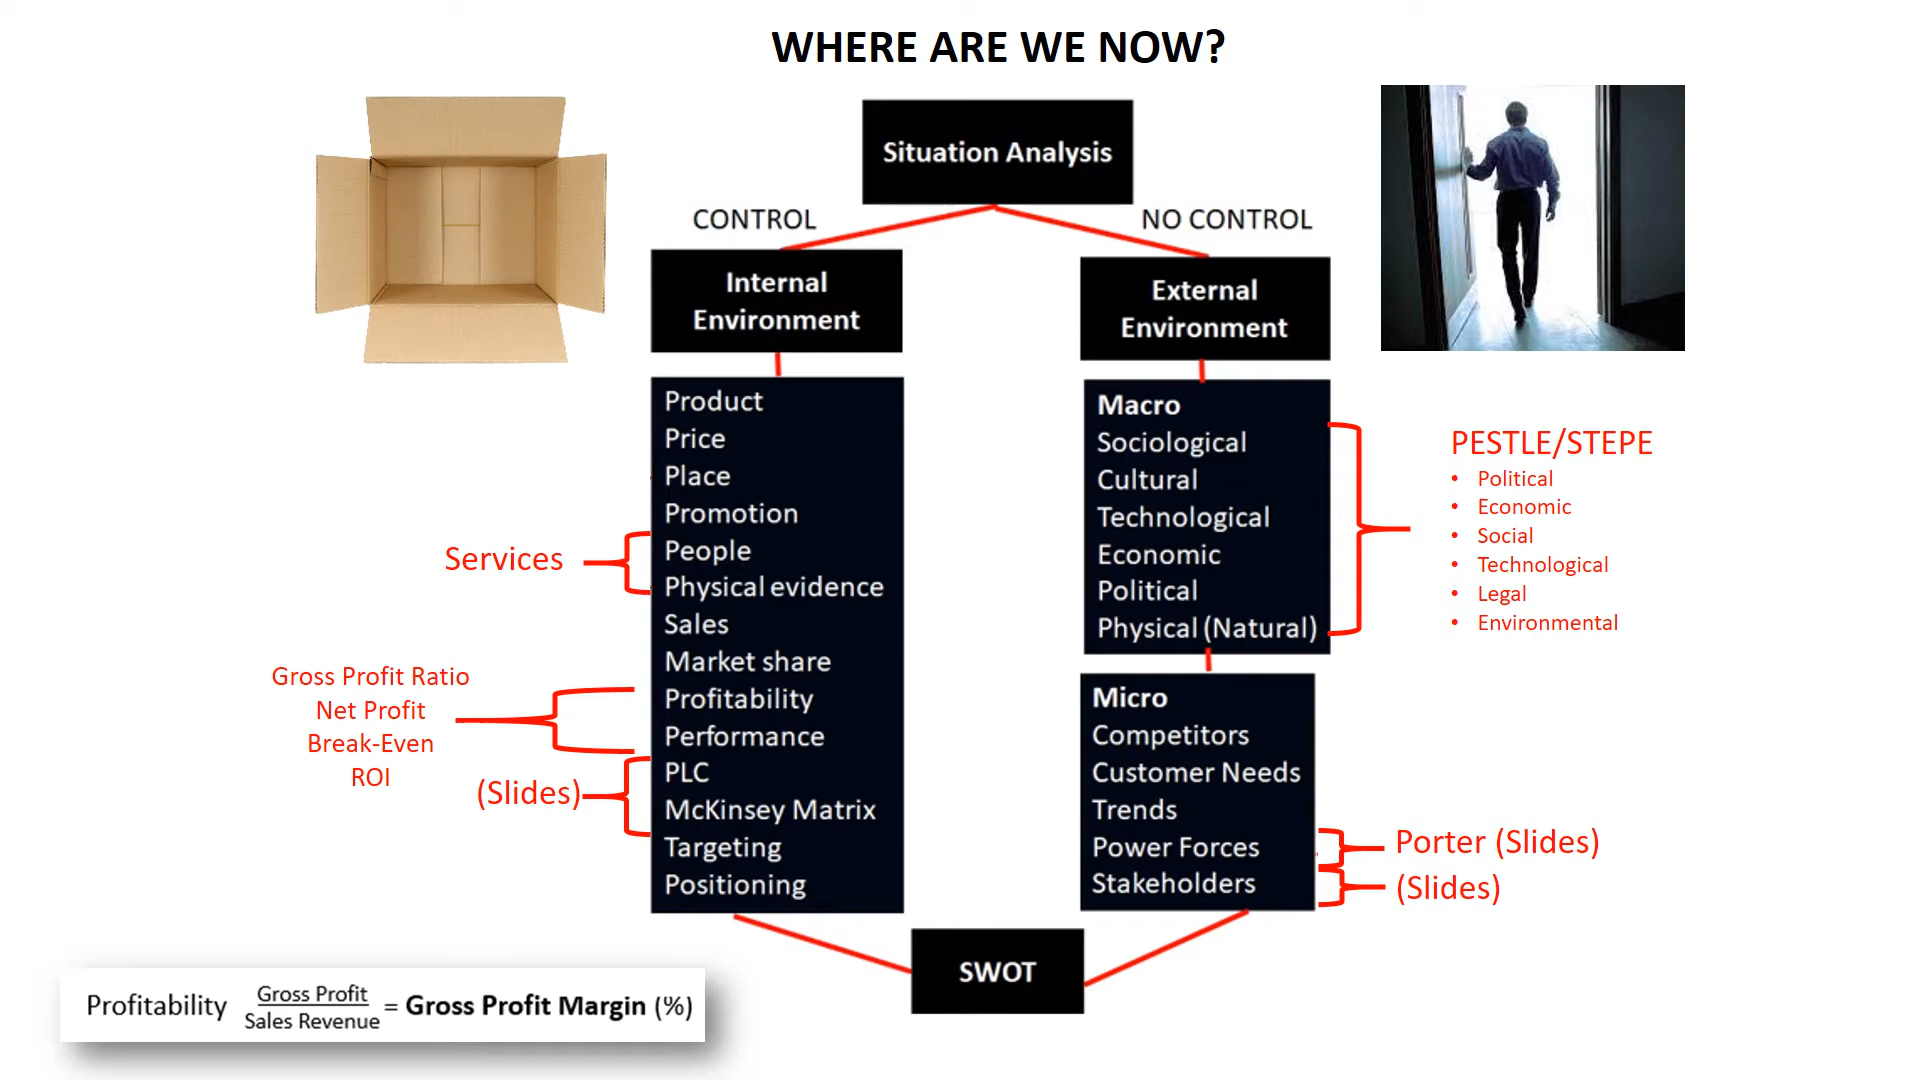 WHERE ARE WE NOW?
Situation Analysis
CONTROL
NO CONTROL
Internal
Environment
External
Environment
Product
Price
Place
Promotion
People
Physical evidence
Sales
Market share
Profitability
Performance
PLC
McKinsey Matrix
Targeting
Positioning
Services
Gross Profit Ratio
Net Profit
Break-Even
ROI
(Slides)
Macro
Sociological
Cultural
Technological
Economic
Political
Physical (Natural)
PESTLE/STEPE
• Political
• Economic
• Social
• Technological
• Legal
• Environmental
Micro
Competitors
Customer Needs
Trends
Power Forces
Stakeholders
Porter (Slides)
(Slides)
SWOT
Profitability Gross Profit / Sales Revenue = Gross Profit Margin (%)